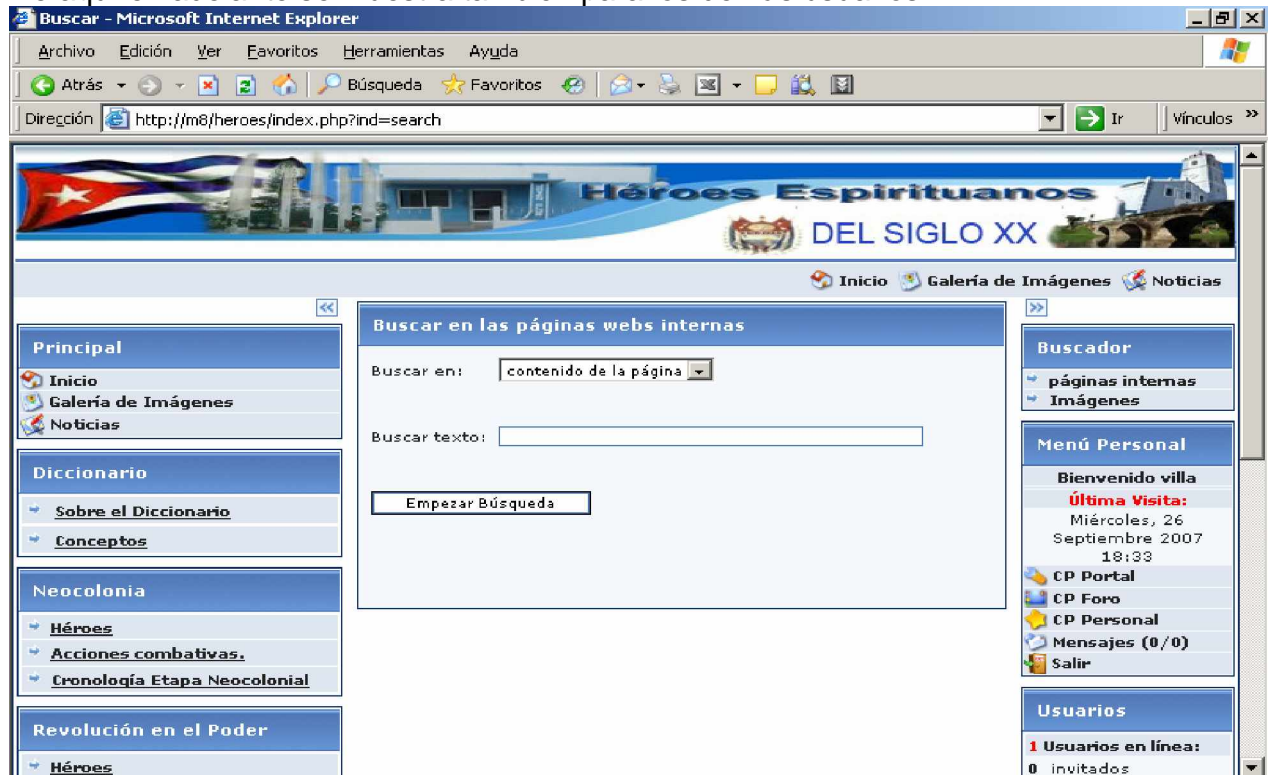 Buscar - Microsoft Internet Explorer
Archivo Edición Ver Favoritos Herramientas Ayuda
Atrás Búsqueda Favoritos
Dirección http://m8/heroes/index.php?ind=search Ir Vínculos »
Héroes Espirituanos
DEL SIGLO XX
Inicio Galería de Imágenes Noticias
Principal
Inicio
Galería de Imágenes
Noticias
Diccionario
Sobre el Diccionario
Conceptos
Neocolonia
Héroes
Acciones combativas.
Cronología Etapa Neocolonial
Revolución en el Poder
Héroes
Buscar en las páginas webs internas
Buscar en: contenido de la página
Buscar texto:
Empezar Búsqueda
Buscador
páginas internas
Imágenes
Menú Personal
Bienvenido villa
Última Visita:
Miércoles, 26
Septiembre 2007
18:33
CP Portal
CP Foro
CP Personal
Mensajes (0/0)
Salir
Usuarios
1 Usuarios en línea:
0 invitados